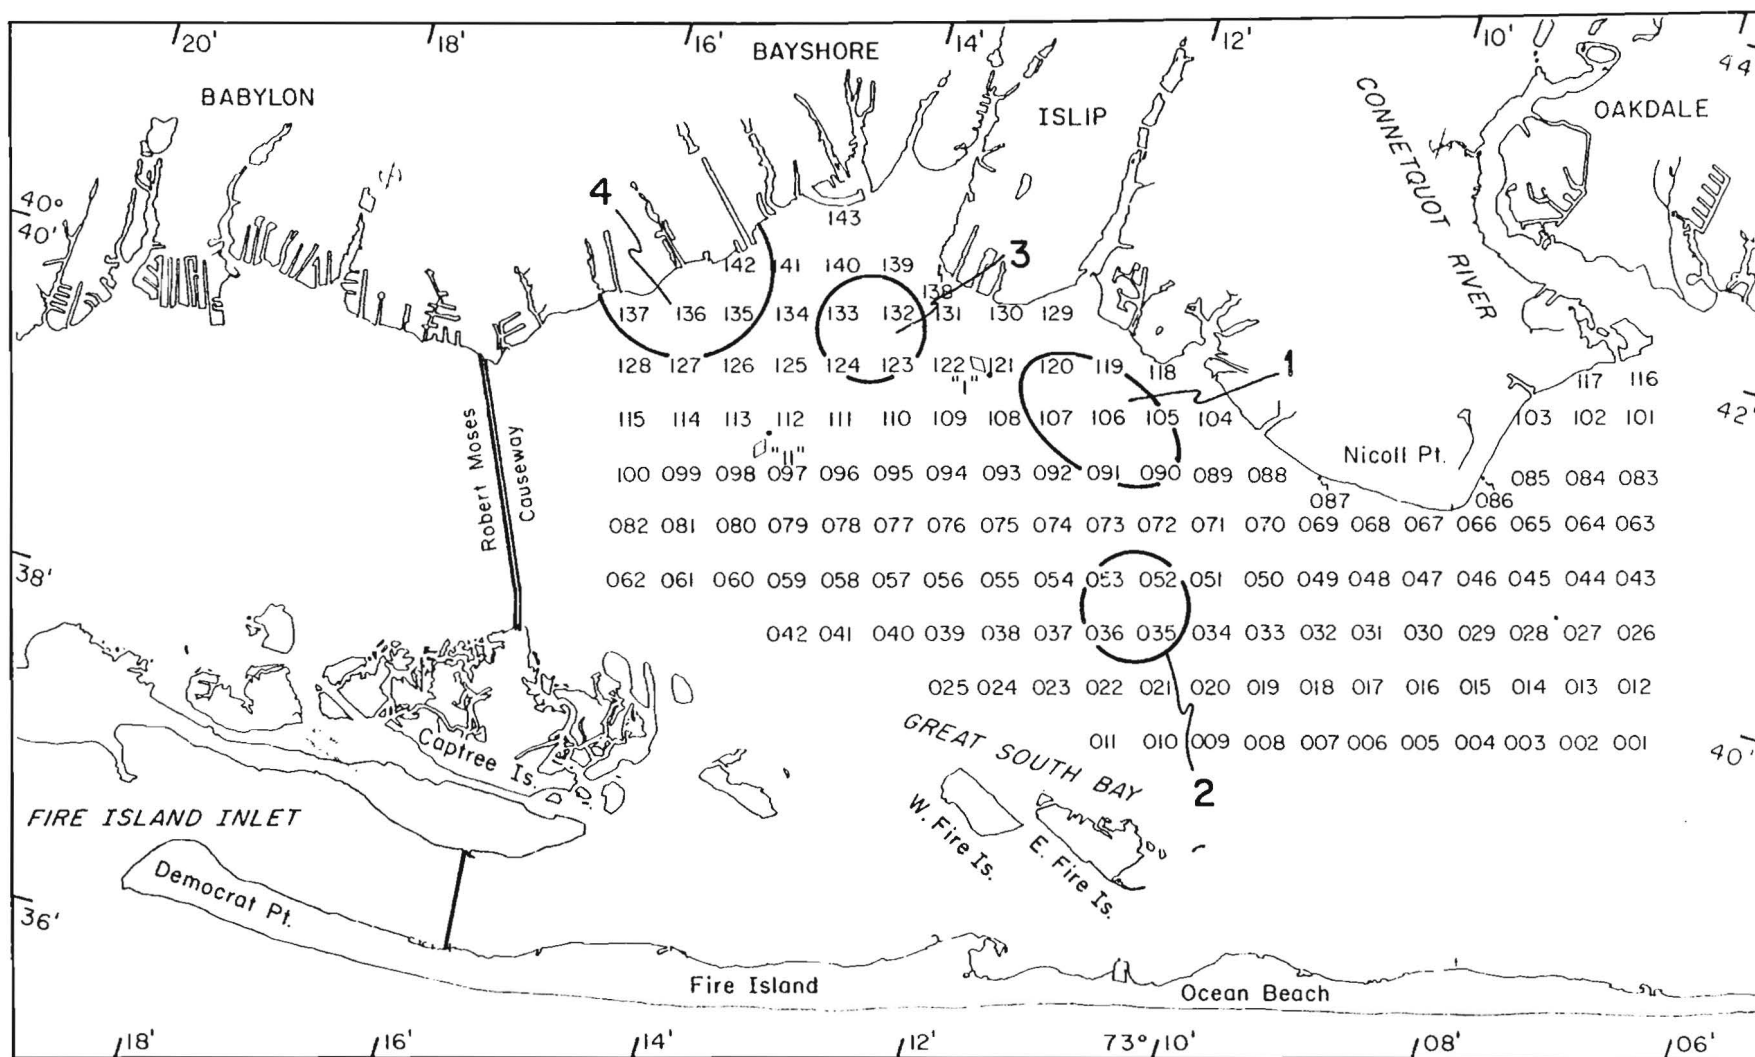 20' 18' 16' 14' 12' 10' 44'
BABYLON BAYSHORE ISLIP OAKDALE
CONNETQUOT RIVER
40°
40'
4
143
3
142 141 140 139
138
137 136 135 134 133 132 131 130 129
128 127 126 125 124 123 122 121 120 119 118 117 116
"I"
1
115 114 113 112 111 110 109 108 107 106 105 104 103 102 101
42'
"II"
Nicoll Pt.
100 099 098 097 096 095 094 093 092 091 090 089 088 085 084 083
087 086
Robert Moses
Causeway
082 081 080 079 078 077 076 075 074 073 072 071 070 069 068 067 066 065 064 063
38'
062 061 060 059 058 057 056 055 054 053 052 051 050 049 048 047 046 045 044 043
042 041 040 039 038 037 036 035 034 033 032 031 030 029 028 027 026
025 024 023 022 021 020 019 018 017 016 015 014 013 012
011 010 009 008 007 006 005 004 003 002 001
40'
GREAT SOUTH BAY
2
Captree Is.
W. Fire Is.
E. Fire Is.
FIRE ISLAND INLET
Democrat Pt.
36'
Fire Island
Ocean Beach
18' 16' 14' 12' 73° 10' 08' 06'